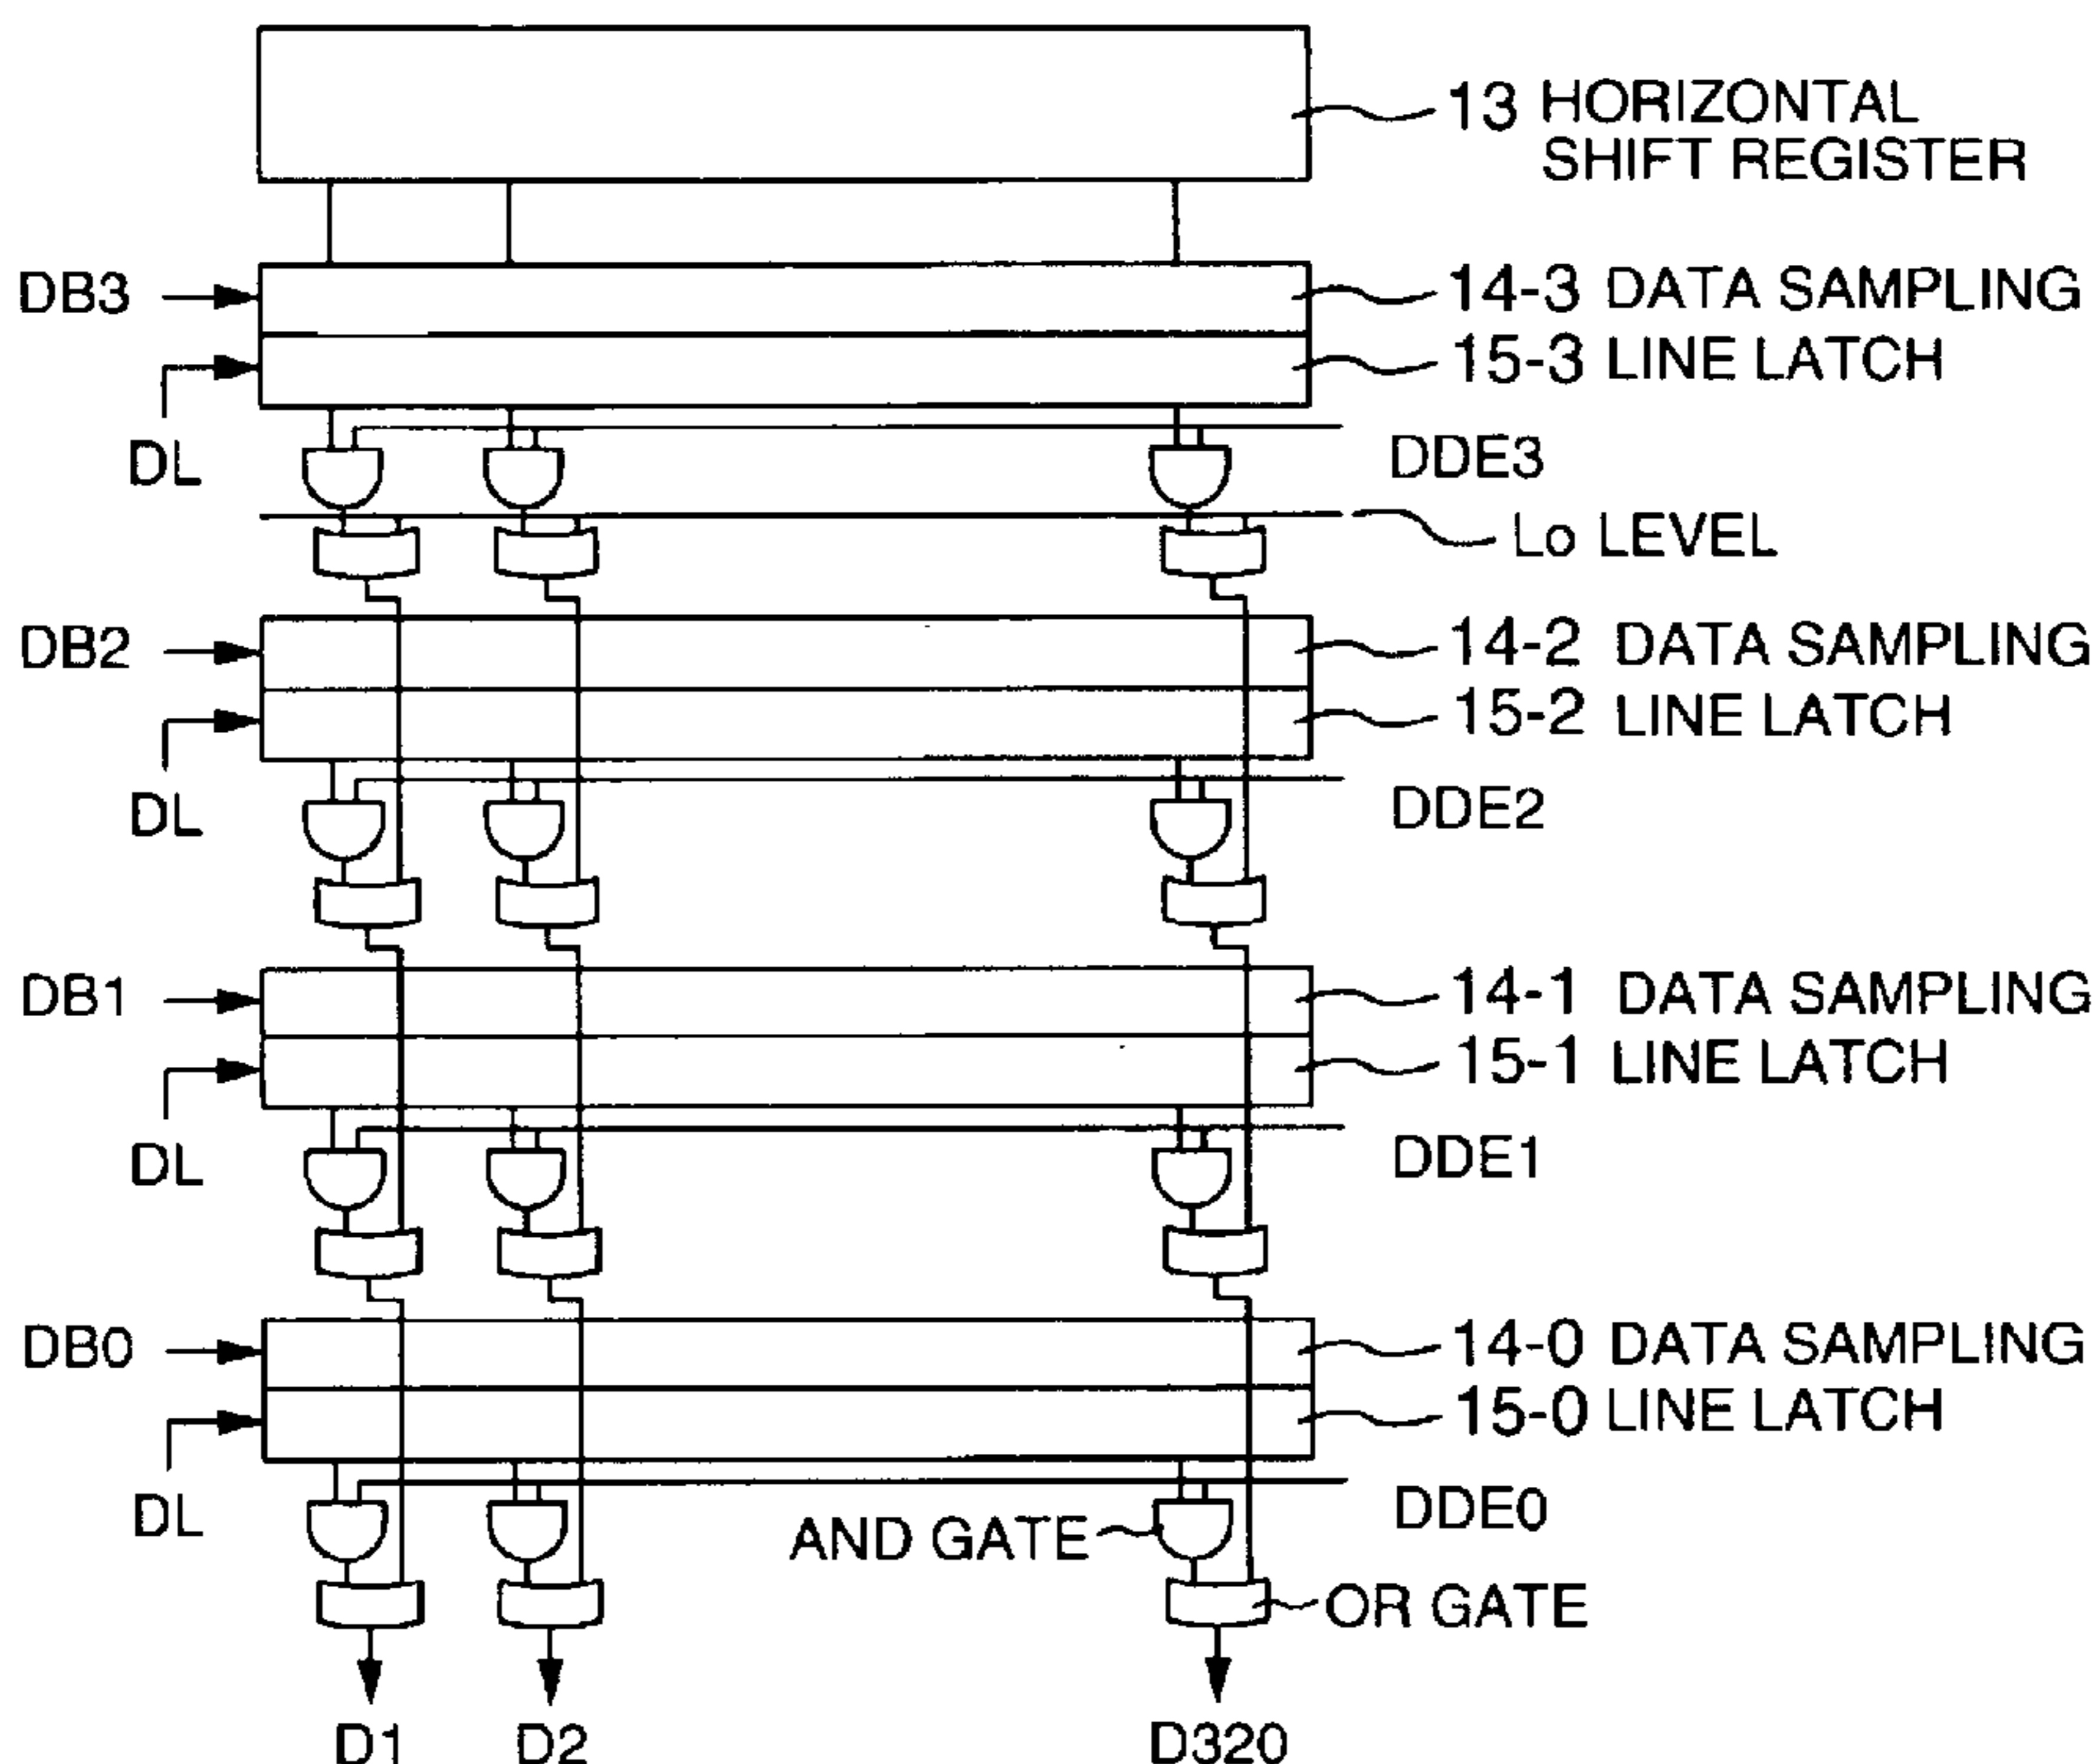 13 HORIZONTAL
SHIFT REGISTER
DB3
14-3 DATA SAMPLING
15-3 LINE LATCH
DL
DDE3
Lo LEVEL
DB2
14-2 DATA SAMPLING
15-2 LINE LATCH
DL
DDE2
DB1
14-1 DATA SAMPLING
15-1 LINE LATCH
DL
DDE1
DB0
14-0 DATA SAMPLING
15-0 LINE LATCH
DL
DDE0
AND GATE
OR GATE
D1
D2
D320